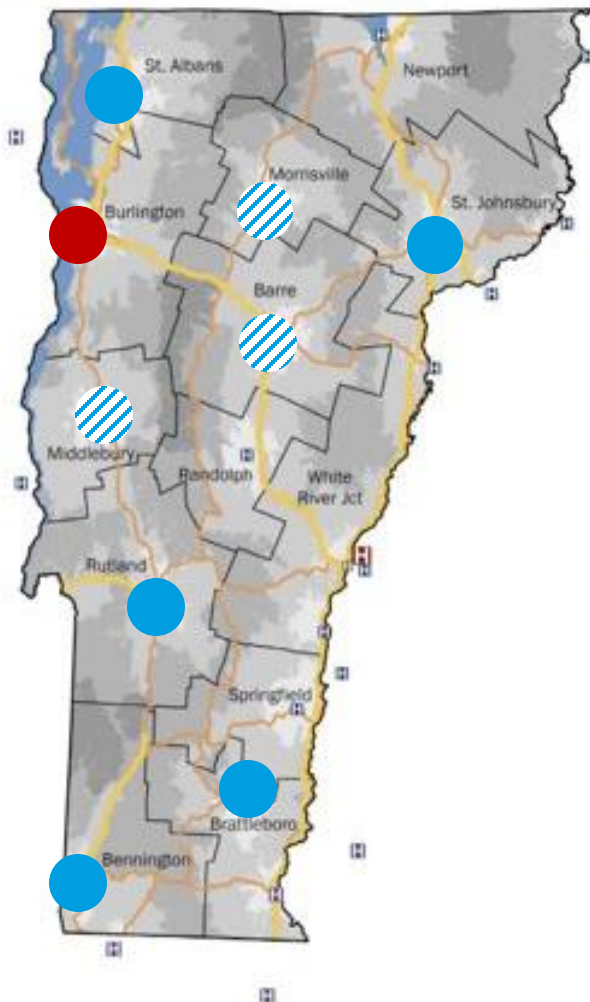 H
H
St. Albans
Newport
H
Morrisville
St. Johnsbury
Burlington
H
Barre
H
H
Middlebury
H
Randolph
White
River Jct
H
H
H
Rutland
H
H
Springfield
H
Brattleboro
H
Bennington
H
H
H